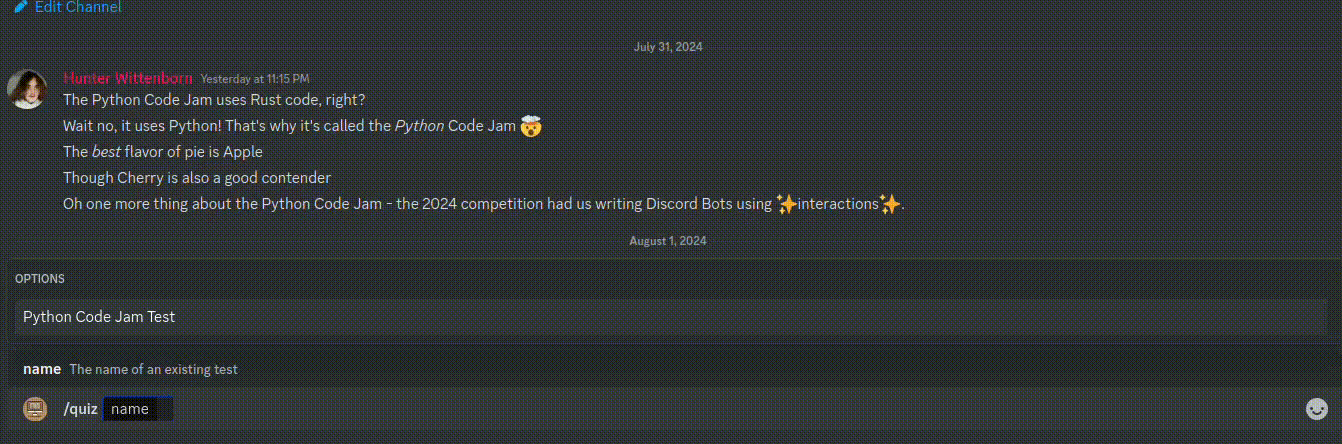 Edit Channel
July 31, 2024
Hunter Wittenborn Yesterday at 11:15 PM
The Python Code Jam uses Rust code, right?
Wait no, it uses Python! That's why it's called the Python Code Jam 🤯
The best flavor of pie is Apple
Though Cherry is also a good contender
Oh one more thing about the Python Code Jam - the 2024 competition had us writing Discord Bots using ✨interactions✨.
August 1, 2024
OPTIONS
Python Code Jam Test
name The name of an existing test
/quiz name